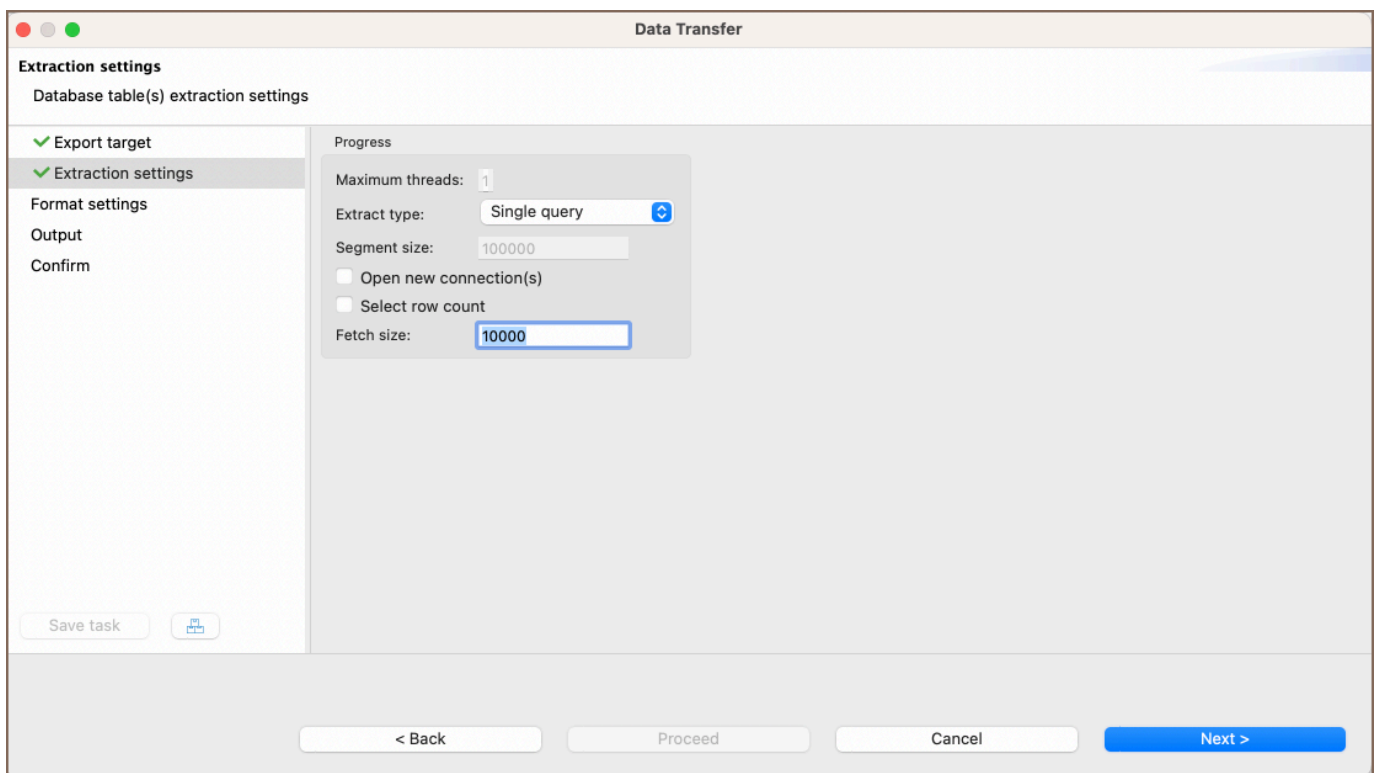 Data Transfer
Extraction settings
Database table(s) extraction settings
Export target
Extraction settings
Format settings
Output
Confirm
Progress
Maximum threads: 1
Extract type: Single query
Segment size: 100000
Open new connection(s)
Select row count
Fetch size: 10000
Save task
< Back
Proceed
Cancel
Next >